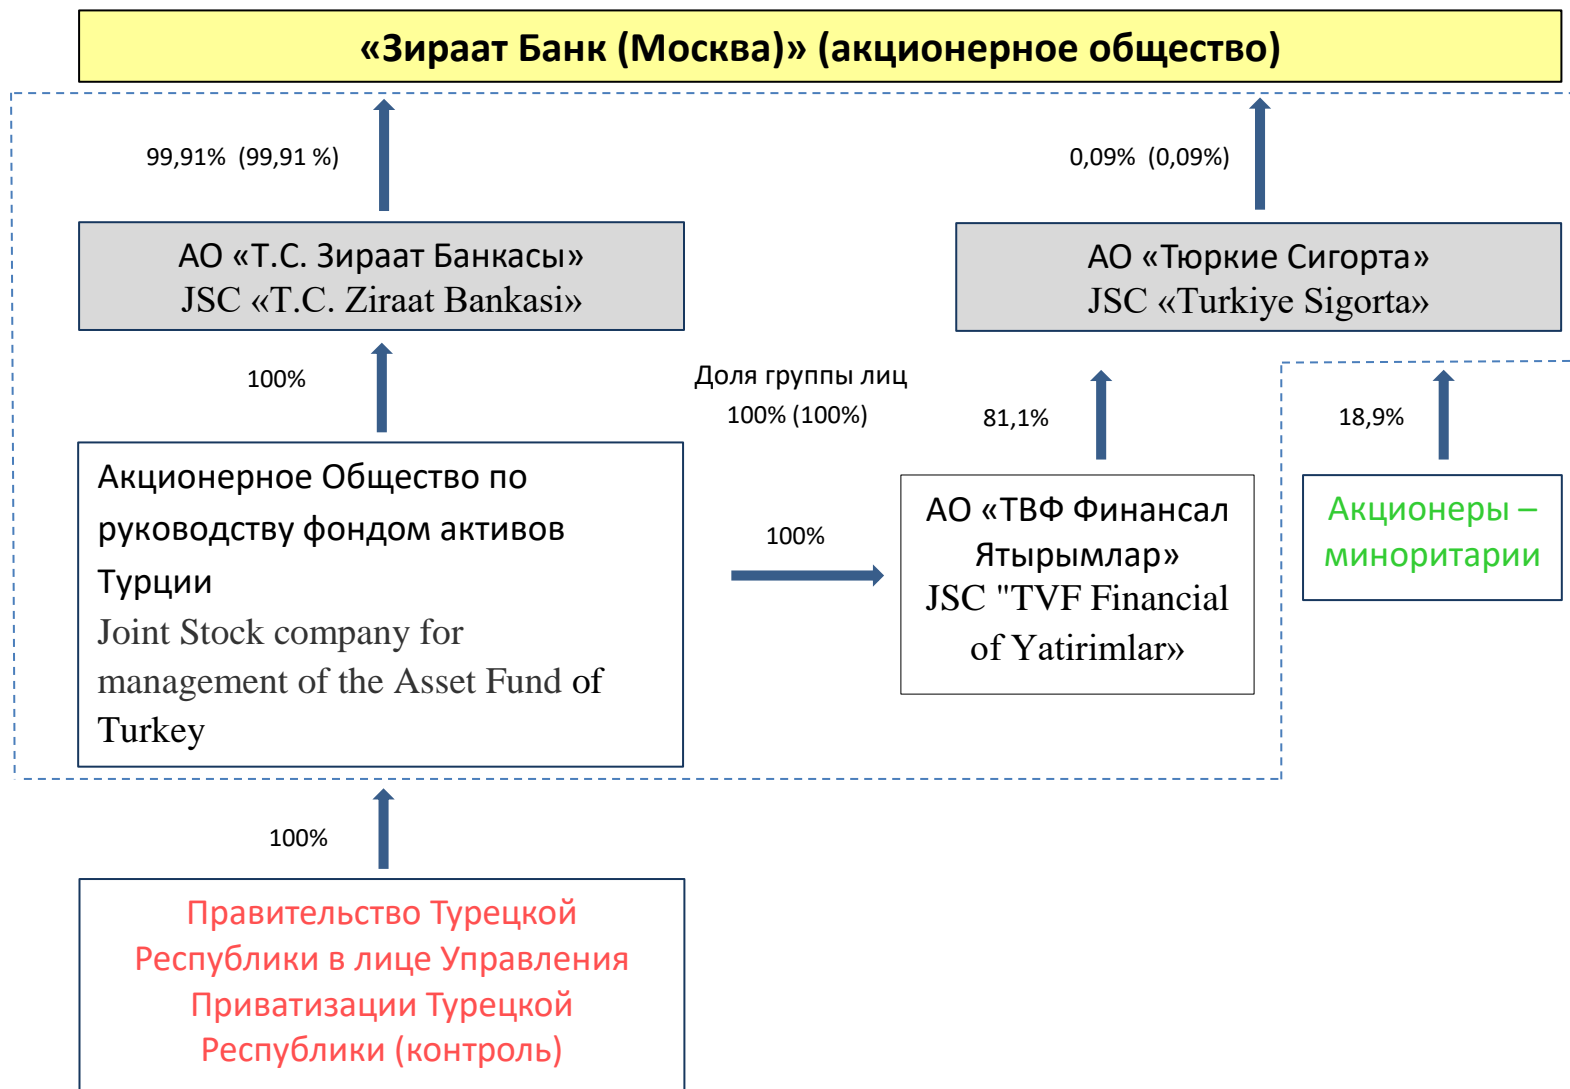 «Зираат Банк (Москва)» (акционерное общество)
99,91% (99,91 %)
0,09% (0,09%)
АО «Т.С. Зираат Банкасы»
JSC «T.C. Ziraat Bankasi»
АО «Тюркие Сигорта»
JSC «Turkiye Sigorta»
100%
Доля группы лиц
100% (100%)
81,1%
18,9%
Акционерное Общество по
руководству фондом активов
Турции
Joint Stock company for
management of the Asset Fund of
Turkey
100%
АО «ТВФ Финансал
Ятырымлар»
JSC "TVF Financial
of Yatirimlar»
Акционеры –
миноритарии
100%
Правительство Турецкой
Республики в лице Управления
Приватизации Турецкой
Республики (контроль)